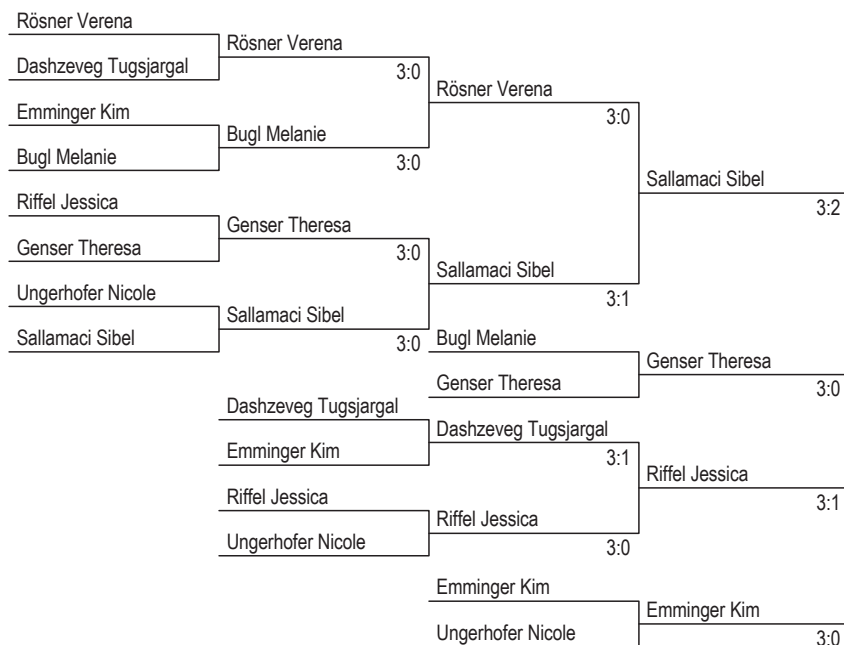 Rösner Verena
Rösner Verena
Dashzeveg Tugsjargal
3:0
Rösner Verena
Emminger Kim
3:0
Bugl Melanie
Bugl Melanie
3:0
Sallamaci Sibel
Riffel Jessica
3:2
Genser Theresa
Genser Theresa
3:0
Sallamaci Sibel
Ungerhofer Nicole
3:1
Sallamaci Sibel
Sallamaci Sibel
3:0
Bugl Melanie
Genser Theresa
Genser Theresa
3:0
Dashzeveg Tugsjargal
Dashzeveg Tugsjargal
Emminger Kim
3:1
Riffel Jessica
Riffel Jessica
3:1
Riffel Jessica
Ungerhofer Nicole
3:0
Emminger Kim
Emminger Kim
Ungerhofer Nicole
3:0